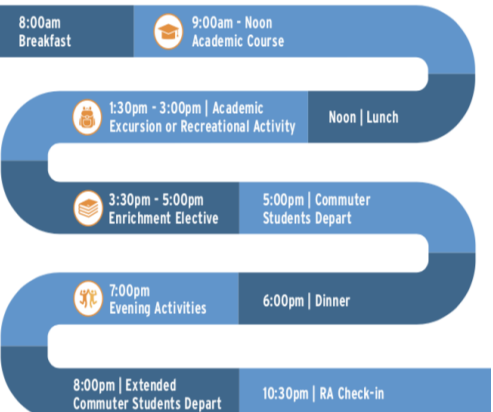 8:00am
Breakfast
9:00am - Noon
Academic Course
Noon | Lunch
1:30pm - 3:00pm | Academic
Excursion or Recreational Activity
3:30pm - 5:00pm
Enrichment Elective
5:00pm | Commuter
Students Depart
6:00pm | Dinner
7:00pm
Evening Activities
8:00pm | Extended
Commuter Students Depart
10:30pm | RA Check-in